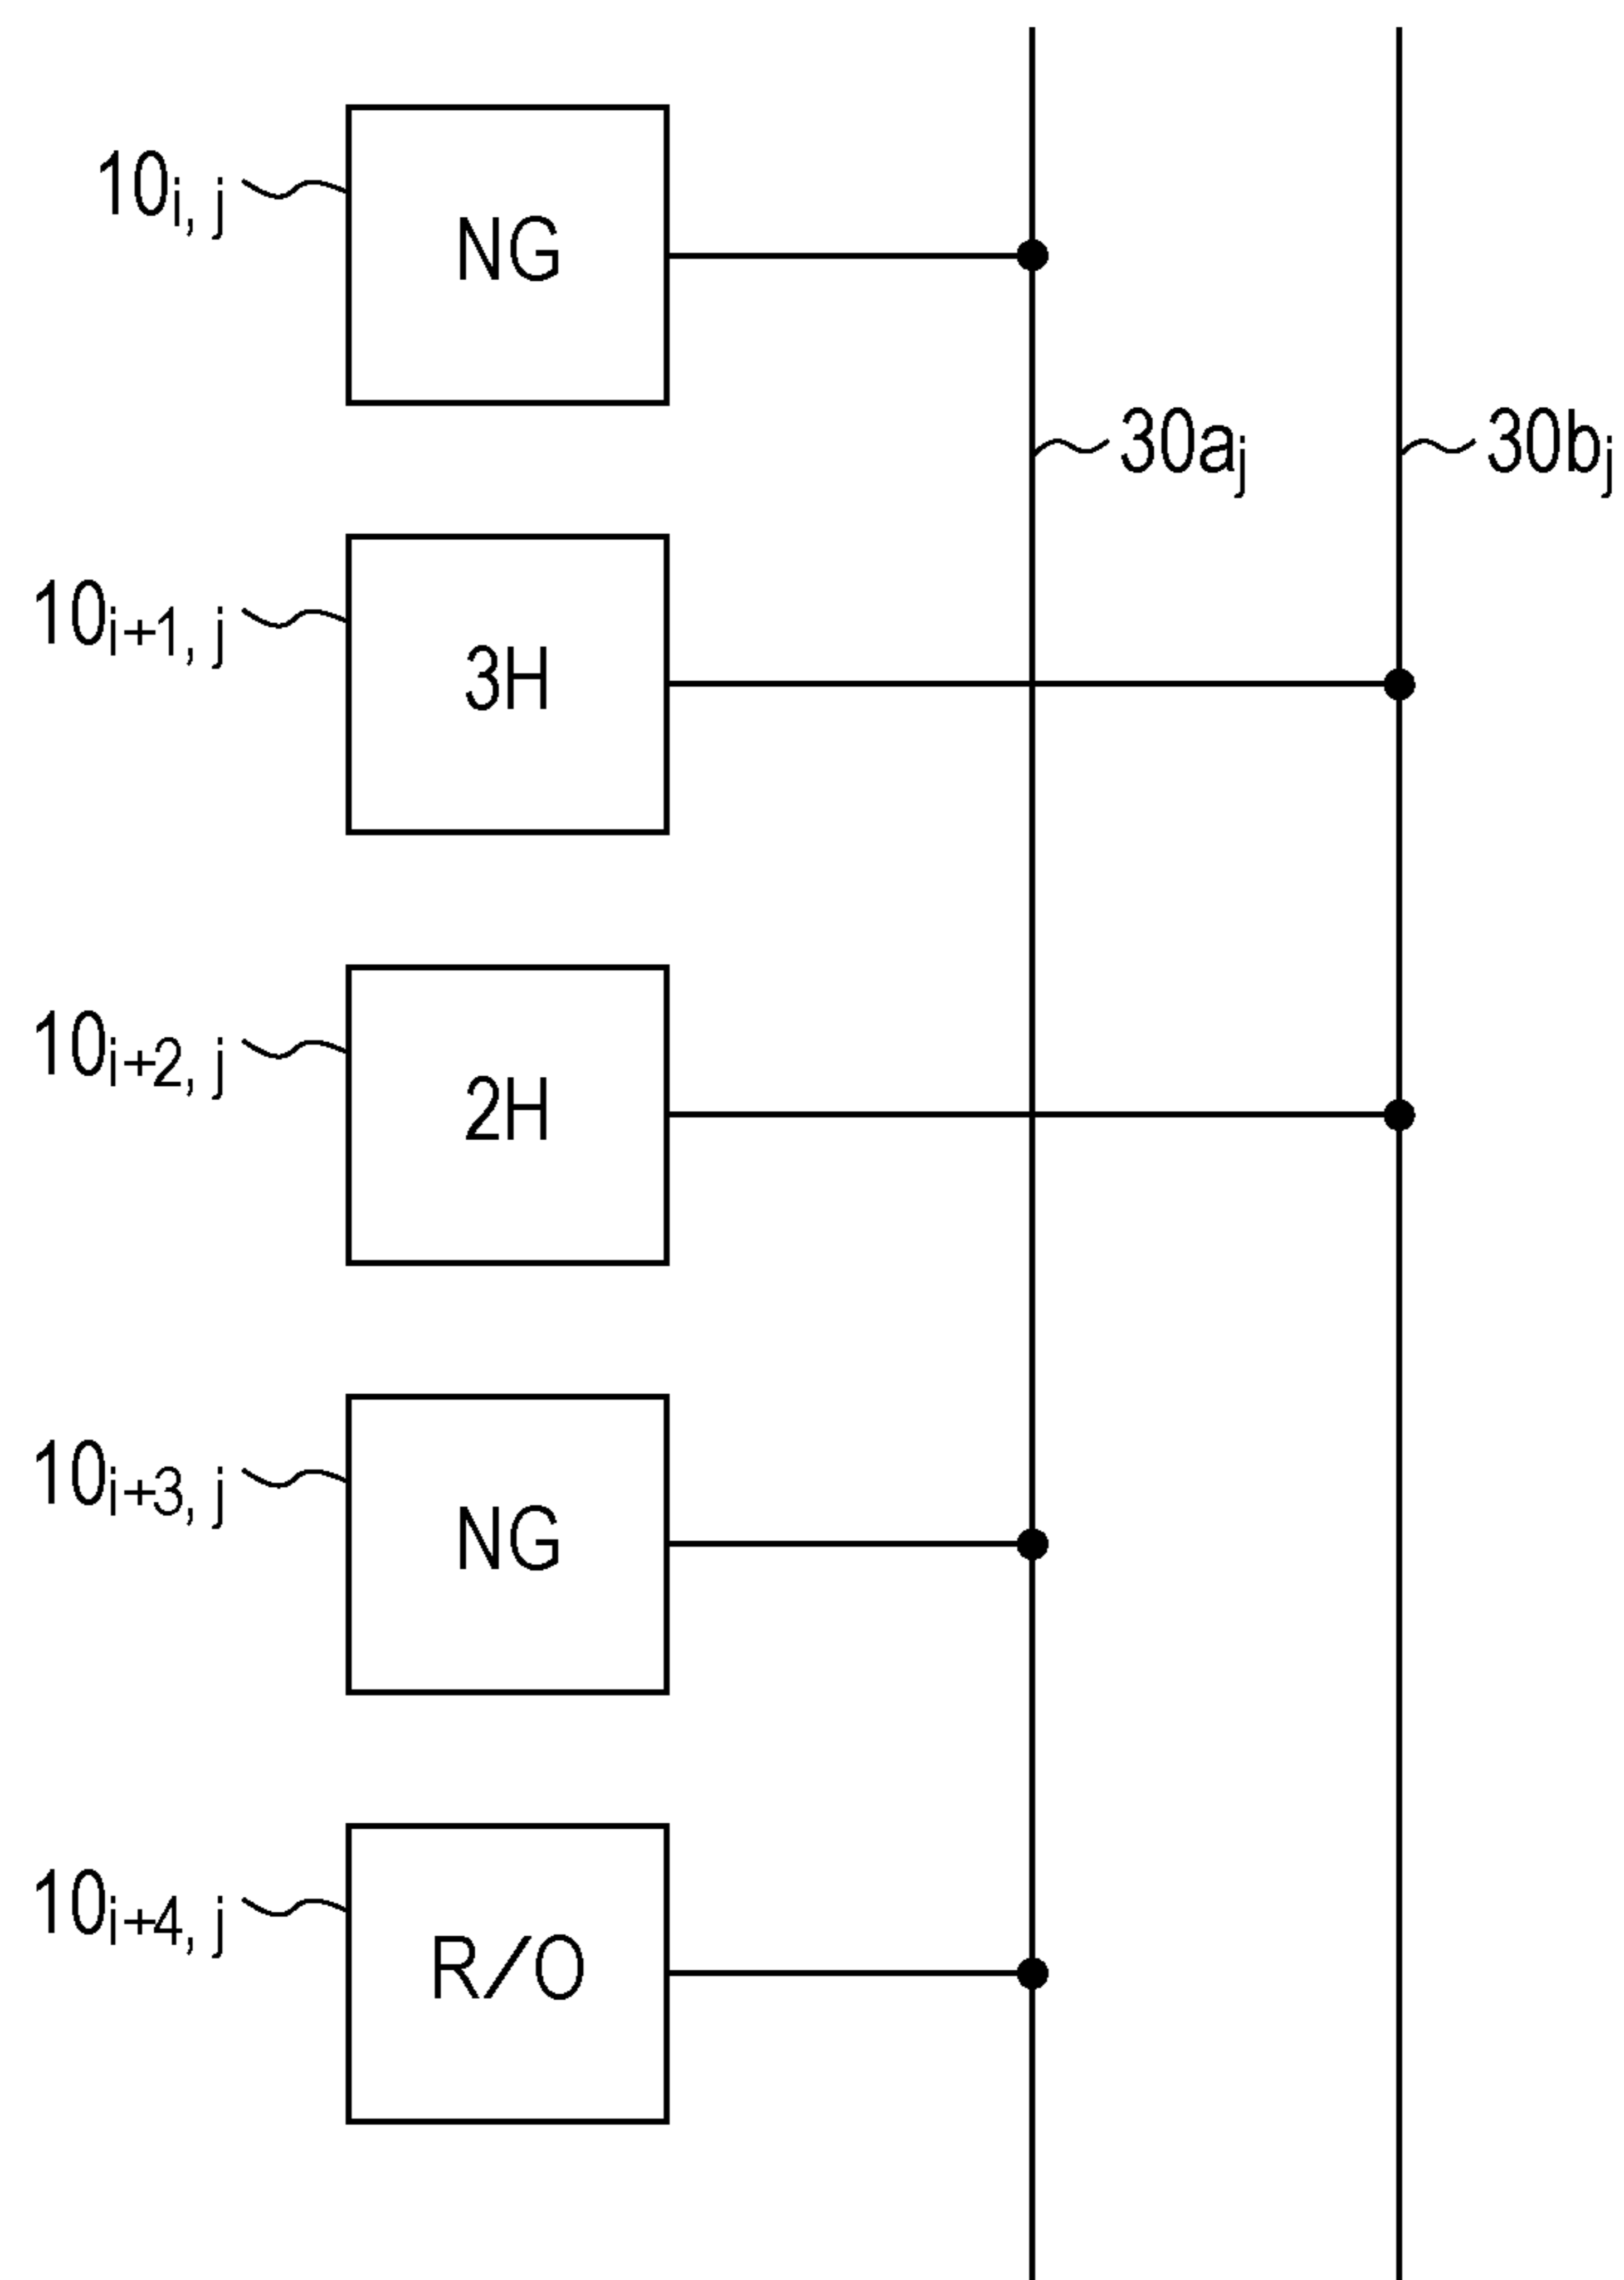 10i, j
NG
30aj
30bj
10i+1, j
3H
10i+2, j
2H
10i+3, j
NG
10i+4, j
R/O